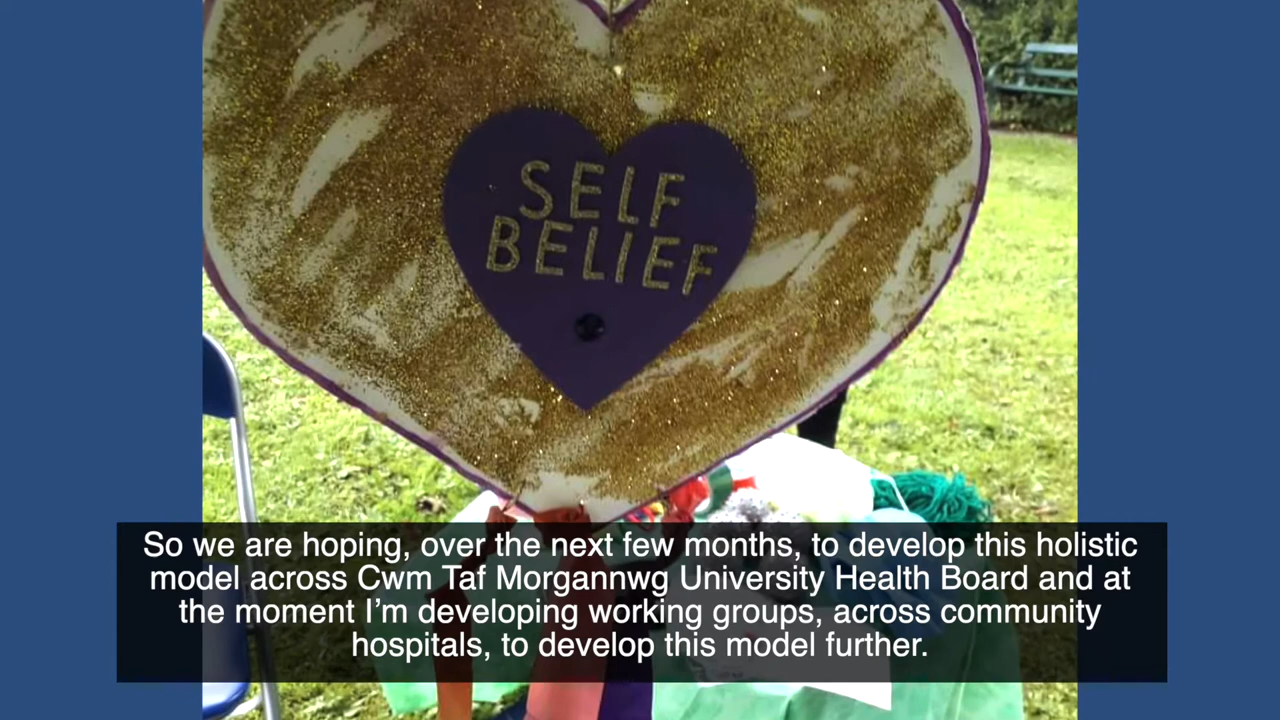 SELF
BELIEF
So we are hoping, over the next few months, to develop this holistic
model across Cwm Taf Morgannwg University Health Board and at
the moment I’m developing working groups, across community
hospitals, to develop this model further.